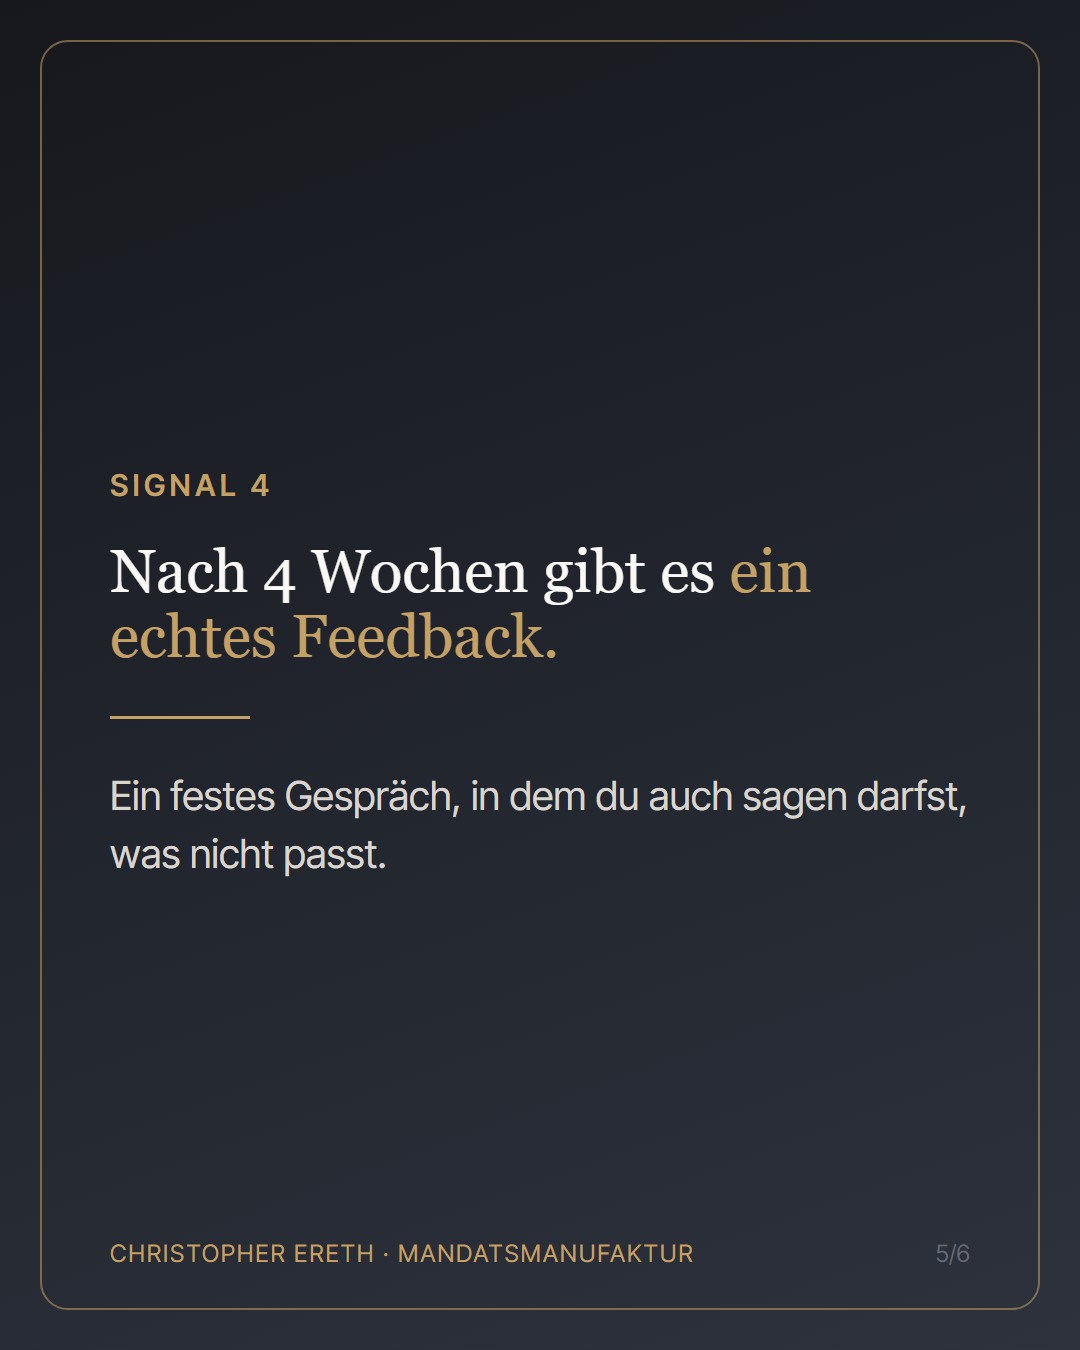 SIGNAL 4
Nach 4 Wochen gibt es ein
echtes Feedback.
Ein festes Gespräch, in dem du auch sagen darfst,
was nicht passt.
CHRISTOPHER ERETH · MANDATSMANUFAKTUR
5/6